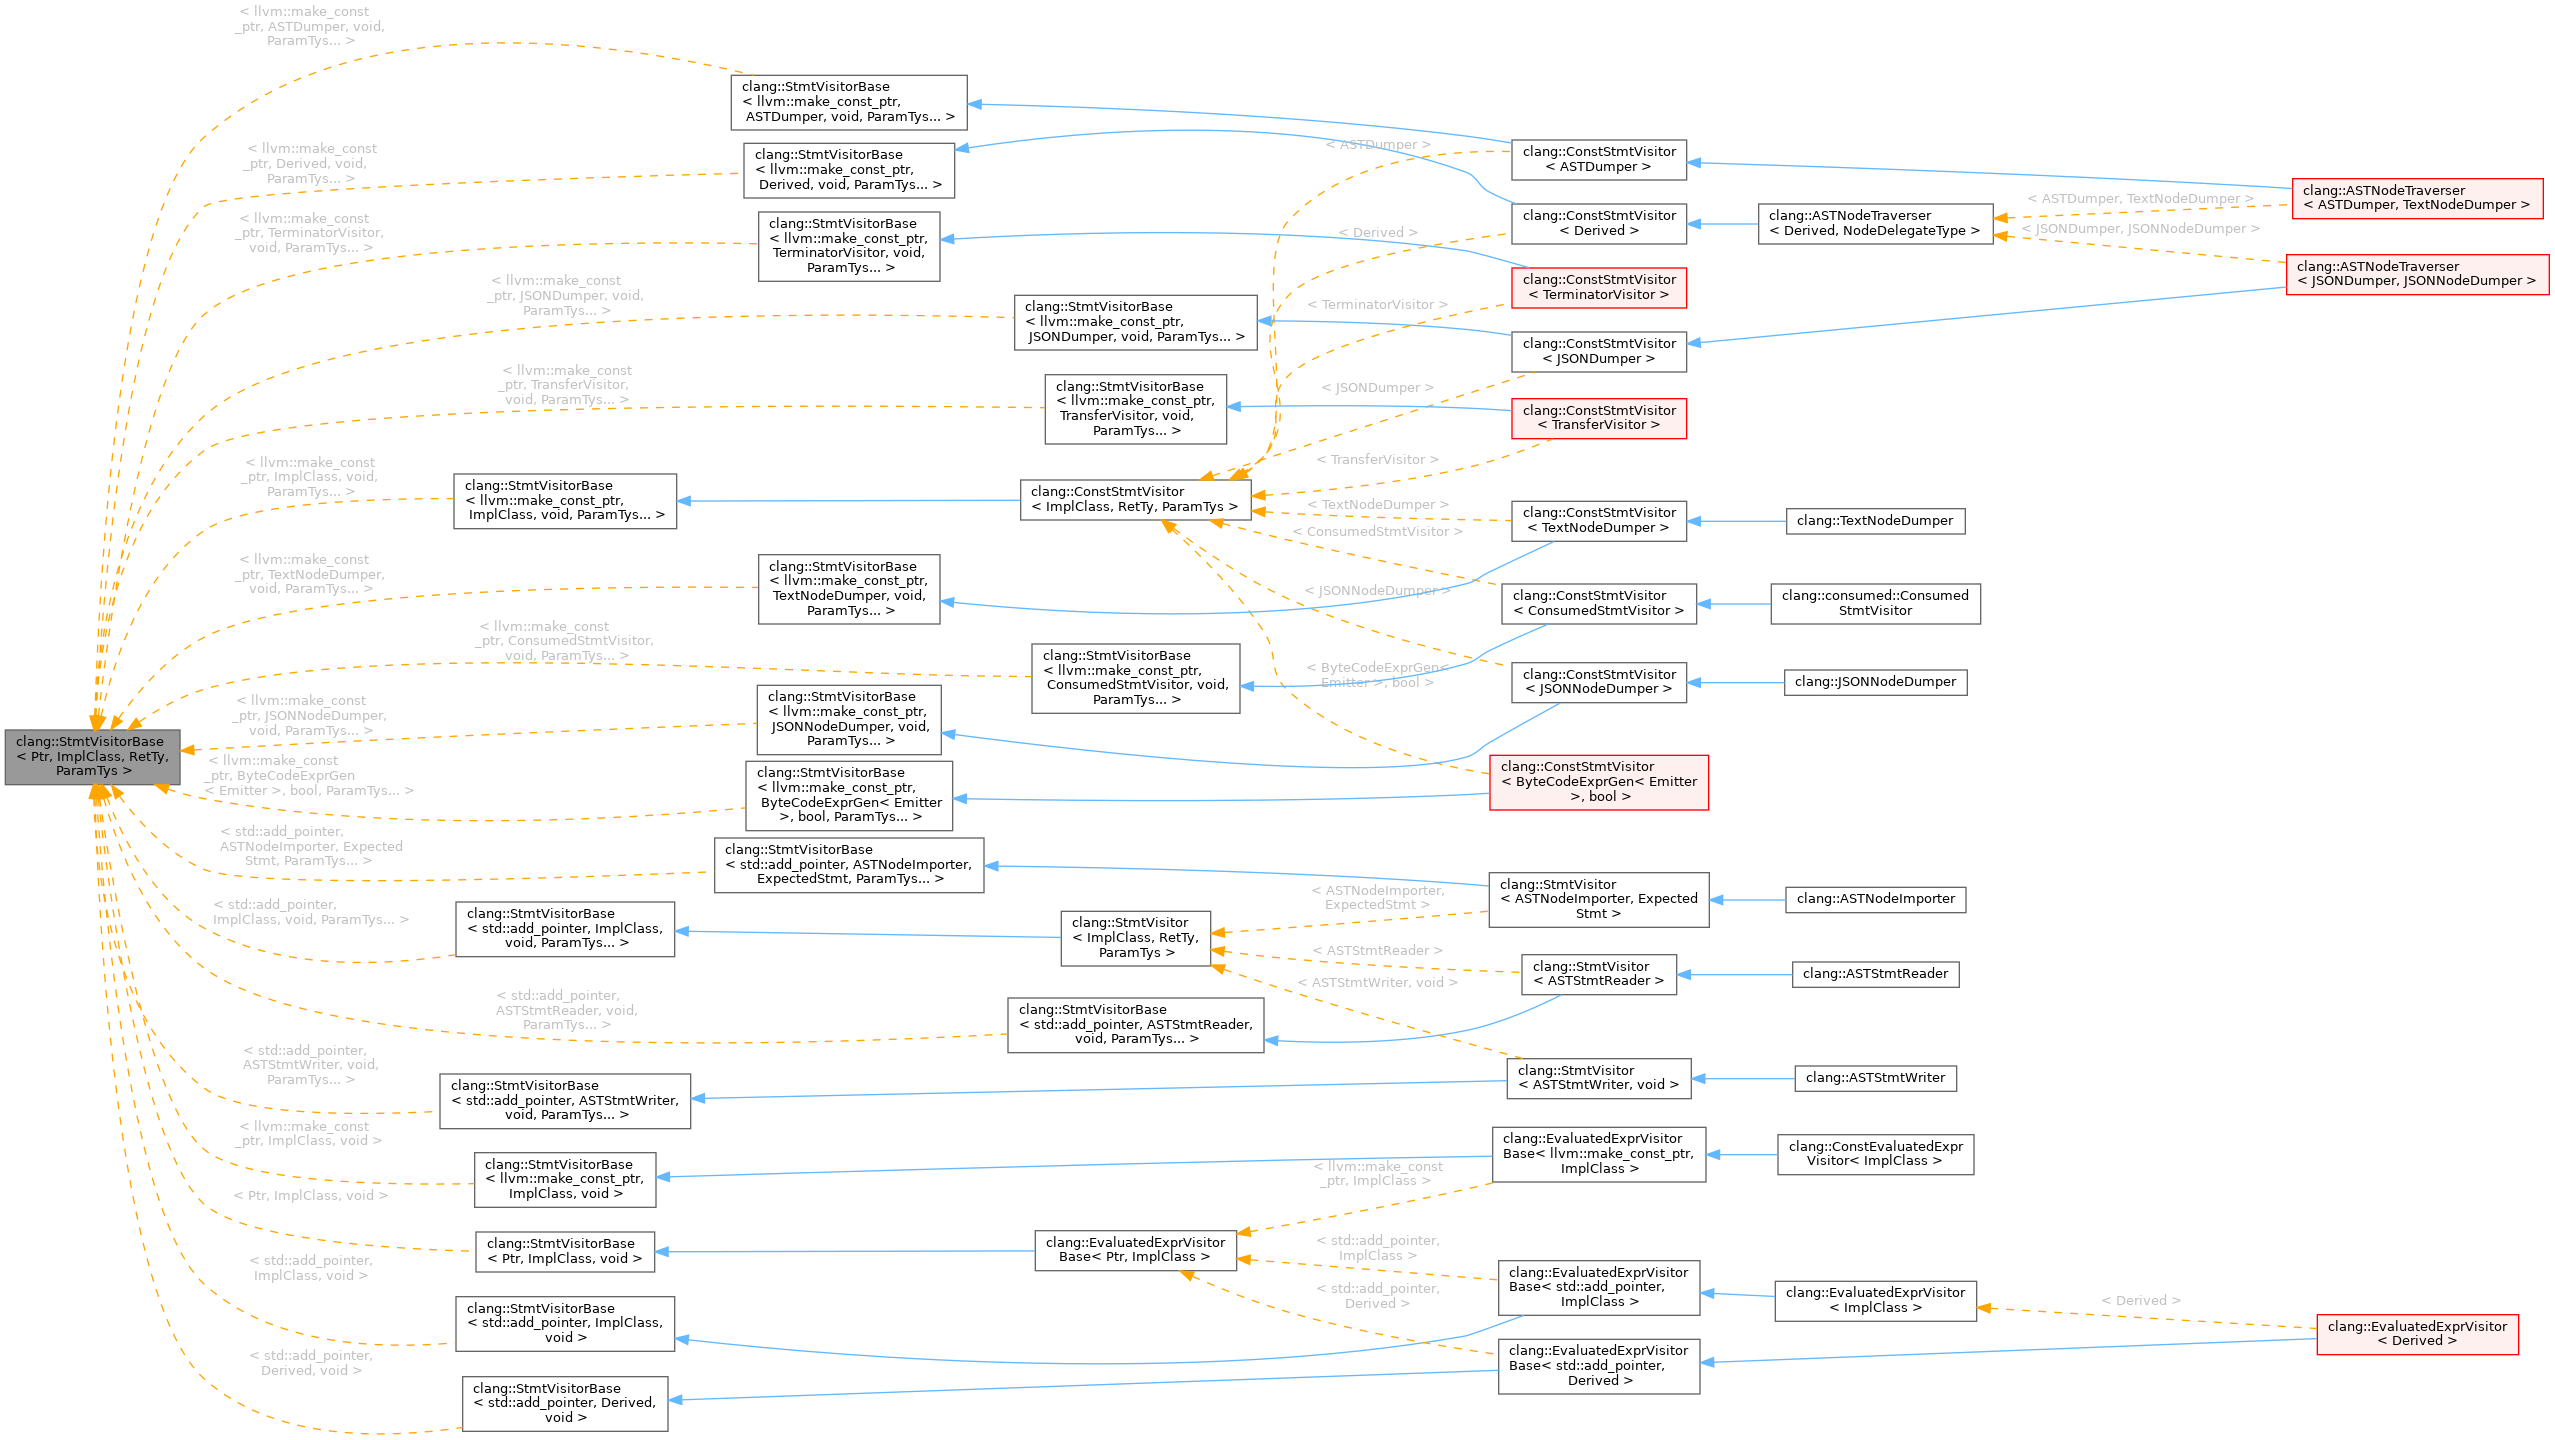 < llvm::make_const
_ptr, ASTDumper, void,
ParamTys... >
clang::StmtVisitorBase
< llvm::make_const_ptr,
ASTDumper, void, ParamTys... >
< llvm::make_const
_ptr, Derived, void,
ParamTys... >
clang::StmtVisitorBase
< llvm::make_const_ptr,
Derived, void, ParamTys... >
< llvm::make_const
_ptr, TerminatorVisitor,
void, ParamTys... >
clang::StmtVisitorBase
< llvm::make_const_ptr,
TerminatorVisitor, void,
ParamTys... >
< llvm::make_const
_ptr, JSONDumper, void,
ParamTys... >
clang::StmtVisitorBase
< llvm::make_const_ptr,
JSONDumper, void, ParamTys... >
< llvm::make_const
_ptr, TransferVisitor,
void, ParamTys... >
clang::StmtVisitorBase
< llvm::make_const_ptr,
TransferVisitor, void,
ParamTys... >
< llvm::make_const
_ptr, ImplClass, void,
ParamTys... >
clang::StmtVisitorBase
< llvm::make_const_ptr,
ImplClass, void, ParamTys... >
clang::ConstStmtVisitor
< ImplClass, RetTy, ParamTys >
< llvm::make_const
_ptr, TextNodeDumper,
void, ParamTys... >
clang::StmtVisitorBase
< llvm::make_const_ptr,
TextNodeDumper, void,
ParamTys... >
< llvm::make_const
_ptr, ConsumedStmtVisitor,
void, ParamTys... >
clang::StmtVisitorBase
< llvm::make_const_ptr,
ConsumedStmtVisitor, void,
ParamTys... >
< llvm::make_const
_ptr, JSONNodeDumper,
void, ParamTys... >
clang::StmtVisitorBase
< llvm::make_const_ptr,
JSONNodeDumper, void,
ParamTys... >
clang::StmtVisitorBase
< Ptr, ImplClass, RetTy,
ParamTys >
< llvm::make_const
_ptr, ByteCodeExprGen
< Emitter >, bool, ParamTys... >
clang::StmtVisitorBase
< llvm::make_const_ptr,
ByteCodeExprGen< Emitter
>, bool, ParamTys... >
< ASTDumper >
clang::ConstStmtVisitor
< ASTDumper >
< Derived >
clang::ConstStmtVisitor
< Derived >
< TerminatorVisitor >
clang::ConstStmtVisitor
< TerminatorVisitor >
< JSONDumper >
clang::ConstStmtVisitor
< JSONDumper >
< TransferVisitor >
clang::ConstStmtVisitor
< TransferVisitor >
< TextNodeDumper >
clang::ConstStmtVisitor
< TextNodeDumper >
clang::TextNodeDumper
< ConsumedStmtVisitor >
clang::ConstStmtVisitor
< ConsumedStmtVisitor >
clang::consumed::Consumed
StmtVisitor
< JSONNodeDumper >
clang::ConstStmtVisitor
< JSONNodeDumper >
clang::JSONNodeDumper
< ByteCodeExprGen<
Emitter >, bool >
clang::ConstStmtVisitor
< ByteCodeExprGen< Emitter
>, bool >
clang::ASTNodeTraverser
< Derived, NodeDelegateType >
< ASTDumper, TextNodeDumper >
clang::ASTNodeTraverser
< ASTDumper, TextNodeDumper >
< JSONDumper, JSONNodeDumper >
clang::ASTNodeTraverser
< JSONDumper, JSONNodeDumper >
< std::add_pointer,
ASTNodeImporter, Expected
Stmt, ParamTys... >
clang::StmtVisitorBase
< std::add_pointer, ASTNodeImporter,
ExpectedStmt, ParamTys... >
< ASTNodeImporter,
ExpectedStmt >
clang::StmtVisitor
< ASTNodeImporter, Expected
Stmt >
clang::ASTNodeImporter
< std::add_pointer,
ImplClass, void, ParamTys... >
clang::StmtVisitorBase
< std::add_pointer, ImplClass,
void, ParamTys... >
clang::StmtVisitor
< ImplClass, RetTy,
ParamTys >
< ASTStmtReader >
clang::StmtVisitor
< ASTStmtReader >
clang::ASTStmtReader
< std::add_pointer,
ASTStmtReader, void,
ParamTys... >
clang::StmtVisitorBase
< std::add_pointer, ASTStmtReader,
void, ParamTys... >
< ASTStmtWriter, void >
clang::StmtVisitor
< ASTStmtWriter, void >
clang::ASTStmtWriter
< std::add_pointer,
ASTStmtWriter, void,
ParamTys... >
clang::StmtVisitorBase
< std::add_pointer, ASTStmtWriter,
void, ParamTys... >
< llvm::make_const
_ptr, ImplClass, void >
clang::StmtVisitorBase
< llvm::make_const_ptr,
ImplClass, void >
clang::EvaluatedExprVisitor
Base< llvm::make_const_ptr,
ImplClass >
clang::ConstEvaluatedExpr
Visitor< ImplClass >
< llvm::make_const
_ptr, ImplClass >
< Ptr, ImplClass, void >
clang::StmtVisitorBase
< Ptr, ImplClass, void >
clang::EvaluatedExprVisitor
Base< Ptr, ImplClass >
< std::add_pointer,
ImplClass >
clang::EvaluatedExprVisitor
Base< std::add_pointer,
ImplClass >
clang::EvaluatedExprVisitor
< ImplClass >
< Derived >
clang::EvaluatedExprVisitor
< Derived >
< std::add_pointer,
ImplClass, void >
clang::StmtVisitorBase
< std::add_pointer, ImplClass,
void >
< std::add_pointer,
Derived >
clang::EvaluatedExprVisitor
Base< std::add_pointer,
Derived >
< std::add_pointer,
Derived, void >
clang::StmtVisitorBase
< std::add_pointer, Derived,
void >